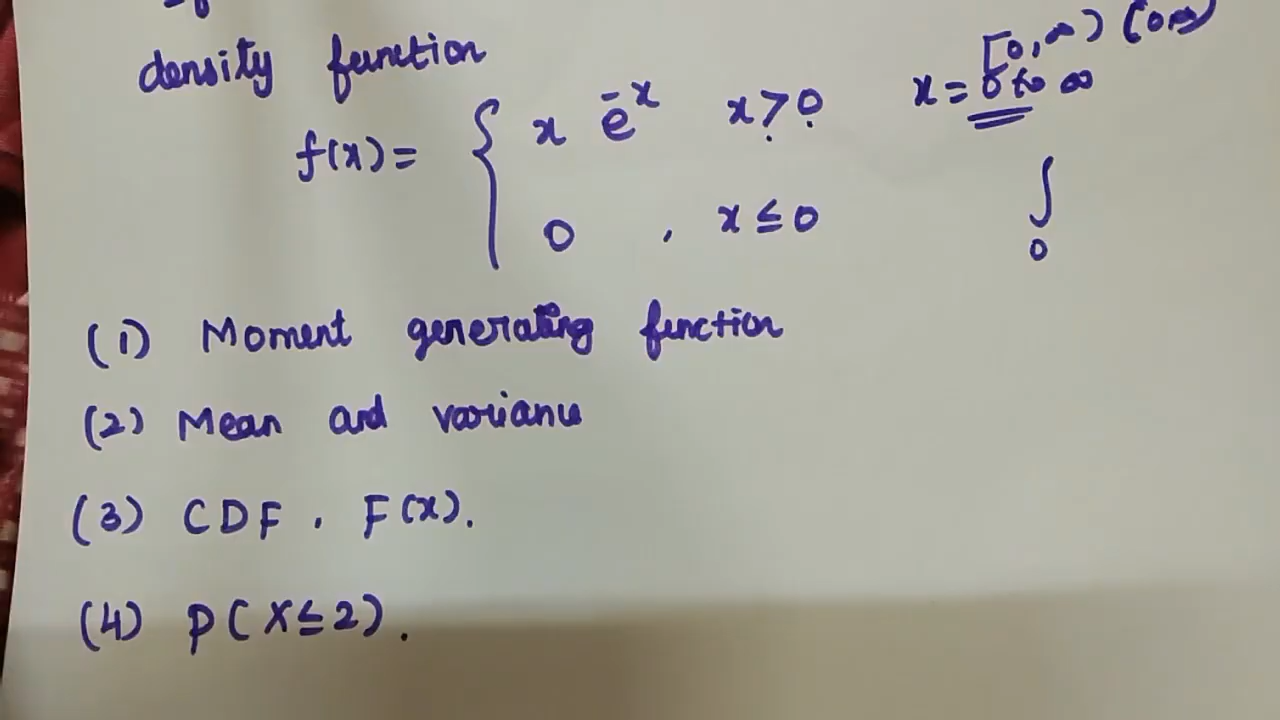 density function
[0, ∞) (0,∞)
x = 0 to ∞
f(x) = { x e^-x x > 0
0 , x ≤ 0
∫ 0
(1) Moment generating function
(2) Mean and variance
(3) CDF , F(x).
(4) P(X ≤ 2).